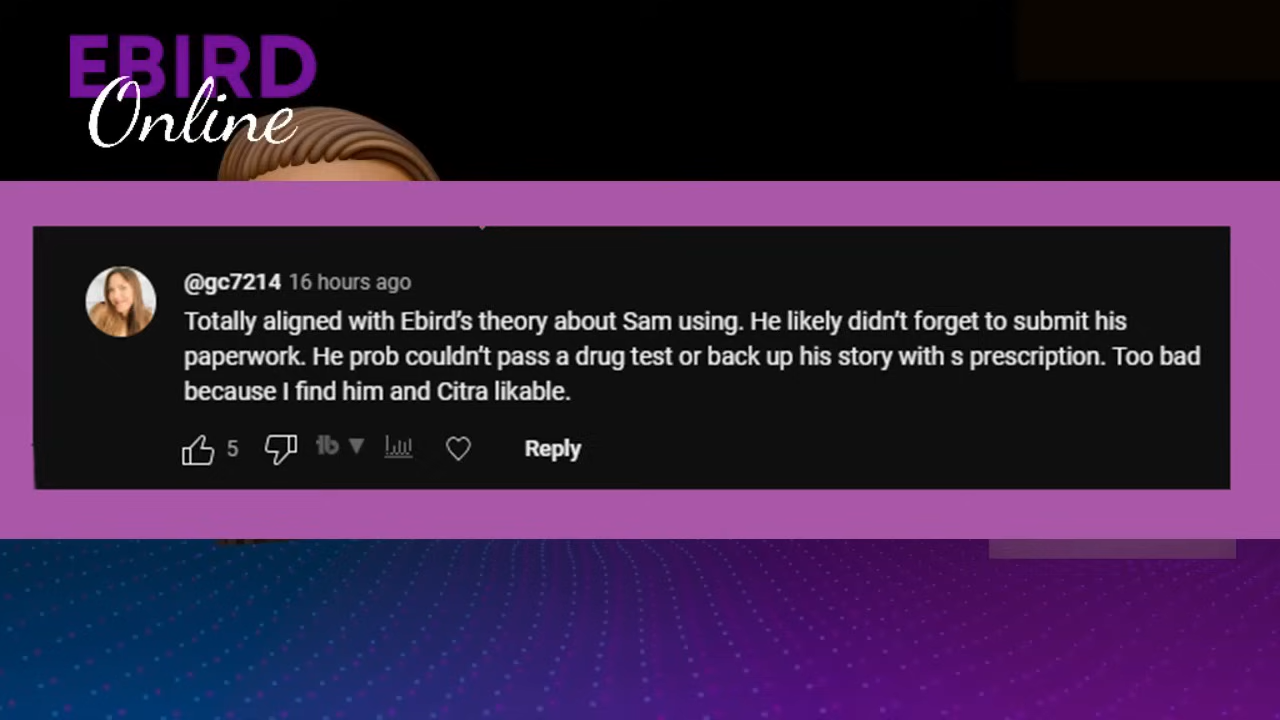 EBIRD
Online
@gc7214 16 hours ago
Totally aligned with Ebird’s theory about Sam using. He likely didn’t forget to submit his
paperwork. He prob couldn’t pass a drug test or back up his story with s prescription. Too bad
because I find him and Citra likable.
5 Reply